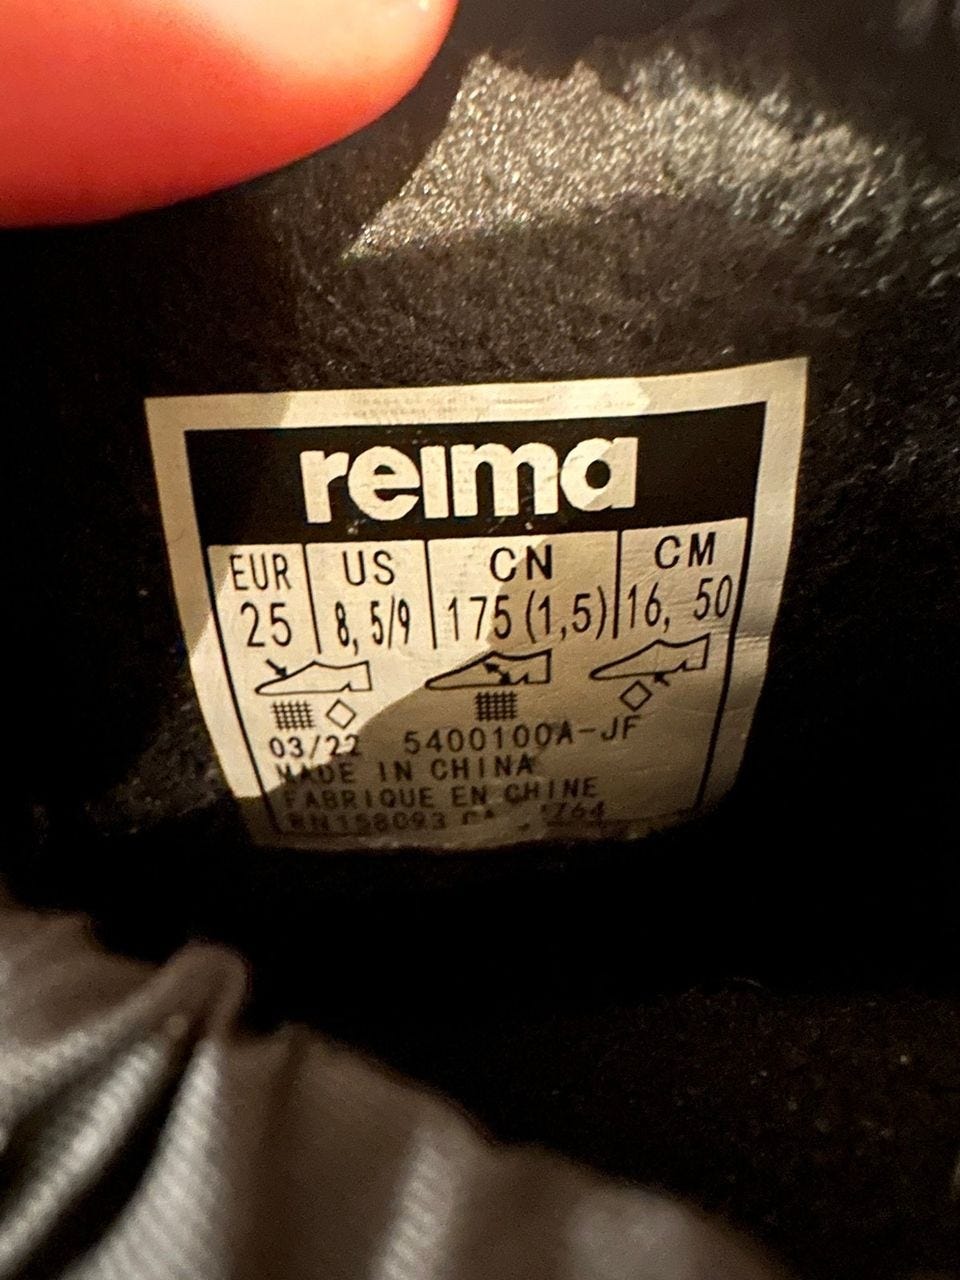 reima
EUR US CN CM
25 8,5/9 175(1,5) 16,50
03/22 5400100A-JF
MADE IN CHINA
FABRIQUE EN CHINE
RN158093